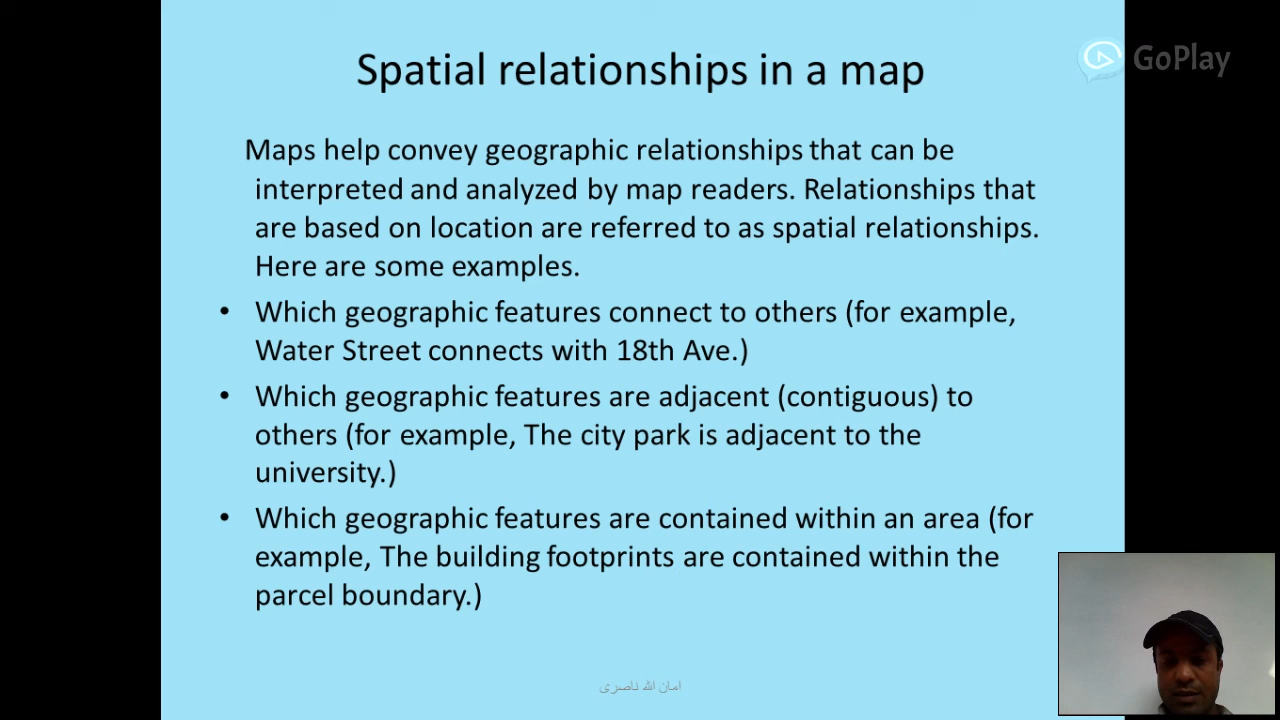 Spatial relationships in a map
GoPlay
Maps help convey geographic relationships that can be
interpreted and analyzed by map readers. Relationships that
are based on location are referred to as spatial relationships.
Here are some examples.
• Which geographic features connect to others (for example,
Water Street connects with 18th Ave.)
• Which geographic features are adjacent (contiguous) to
others (for example, The city park is adjacent to the
university.)
• Which geographic features are contained within an area (for
example, The building footprints are contained within the
parcel boundary.)
امان الله ناصری